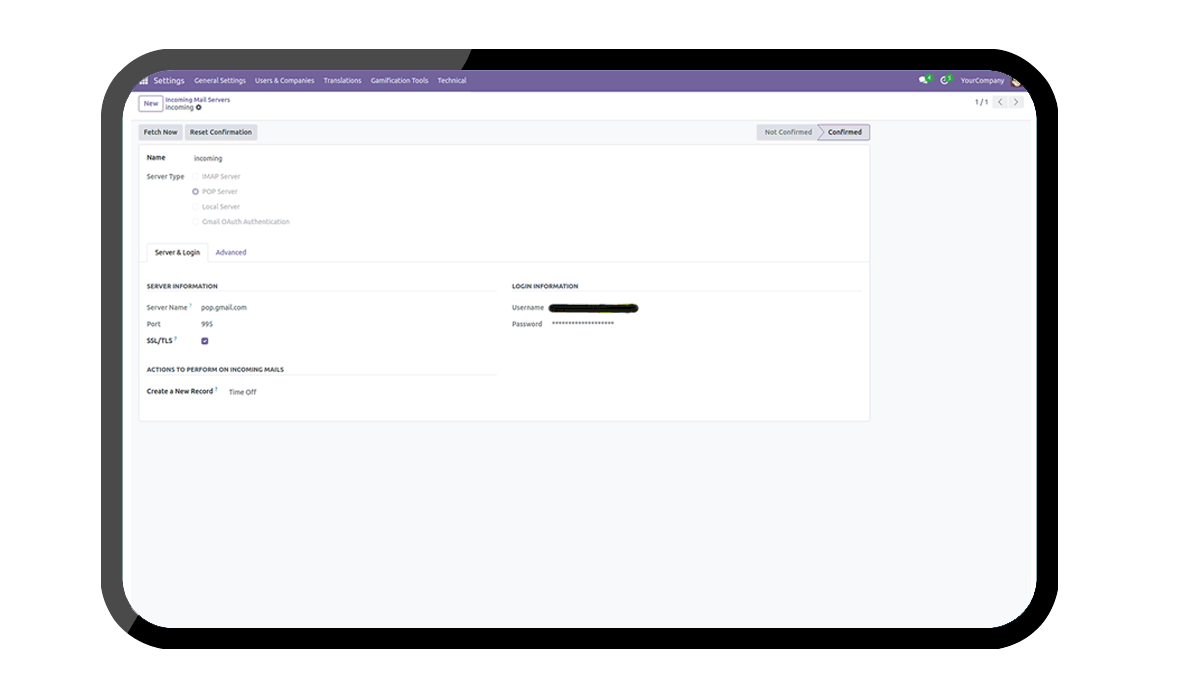 Settings General Settings Users & Companies Translations Gamification Tools Technical 4 5 YourCompany
New Incoming Mail Servers
incoming 1 / 1
Fetch Now Reset Confirmation Not Confirmed Confirmed
Name incoming
Server Type IMAP Server
POP Server
Local Server
Gmail OAuth Authentication
Server & Login Advanced
SERVER INFORMATION LOGIN INFORMATION
Server Name ? pop.gmail.com Username
Port 995 Password *******************
SSL/TLS ?
ACTIONS TO PERFORM ON INCOMING MAILS
Create a New Record ? Time Off